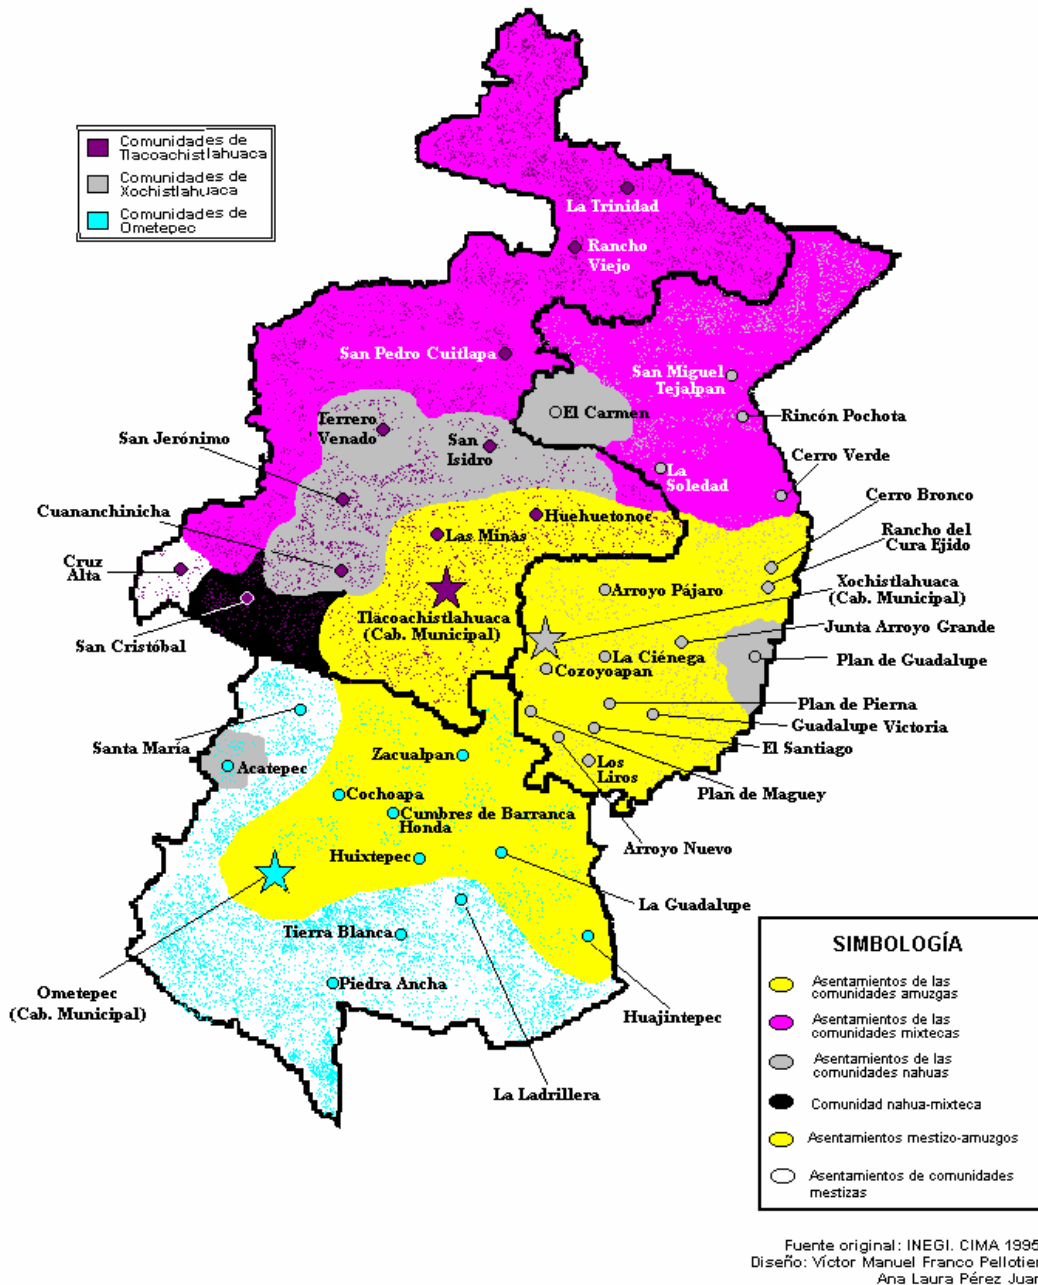 Comunidades de
Tlacoachistlahuaca
Comunidades de
Xochistlahuaca
Comunidades de
Ometepec
La Trinidad
Rancho
Viejo
San Pedro Cuitlapa
San Miguel
Tejalpan
El Carmen
Rincón Pochota
Terrero
Venado
San
Isidro
San Jerónimo
La
Soledad
Cerro Verde
Cerro Bronco
Cuananchinicha
Huehuetonoc
Las Minas
Rancho del
Cura Ejido
Cruz
Alta
Arroyo Pájaro
Xochistlahuaca
(Cab. Municipal)
Tlacoachistlahuaca
(Cab. Municipal)
San Cristóbal
Junta Arroyo Grande
La Ciénega
Cozoyoapan
Plan de Guadalupe
Plan de Pierna
Guadalupe Victoria
Santa María
El Santiago
Zacualpan
Acatepec
Los
Liros
Plan de Maguey
Cochoapa
Cumbres de Barranca
Honda
Arroyo Nuevo
Huixtepec
La Guadalupe
Tierra Blanca
Piedra Ancha
Ometepec
(Cab. Municipal)
Huajintepec
La Ladrillera
SIMBOLOGÍA
Asentamientos de las
comunidades amuzgas
Asentamientos de las
comunidades mixtecas
Asentamientos de las
comunidades nahuas
Comunidad nahua-mixteca
Asentamientos mestizo-amuzgos
Asentamientos de comunidades
mestizas
Fuente original: INEGI. CIMA 1995
Diseño: Víctor Manuel Franco Pellotier
Ana Laura Pérez Juar